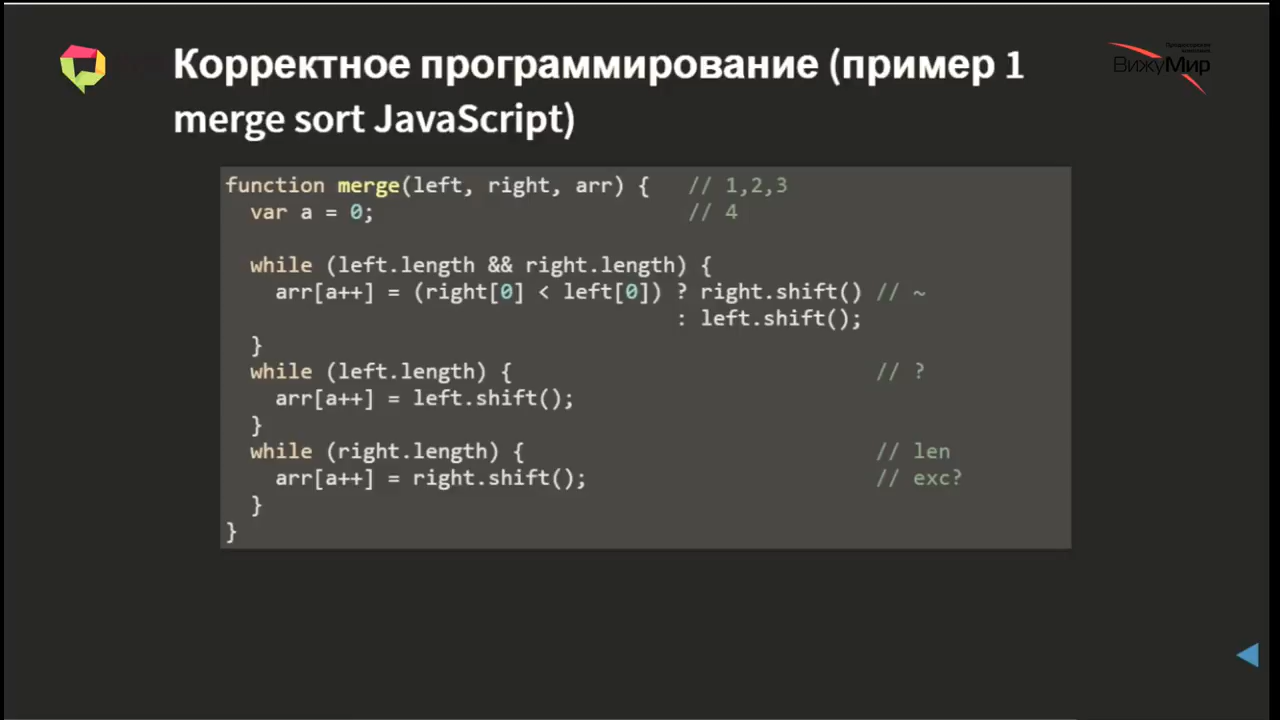 Корректное программирование (пример 1
merge sort JavaScript)
ВижуМир
function merge(left, right, arr) { // 1,2,3
var a = 0; // 4
while (left.length && right.length) {
arr[a++] = (right[0] < left[0]) ? right.shift() // ~
: left.shift();
}
while (left.length) { // ?
arr[a++] = left.shift();
}
while (right.length) { // len
arr[a++] = right.shift(); // exc?
}
}